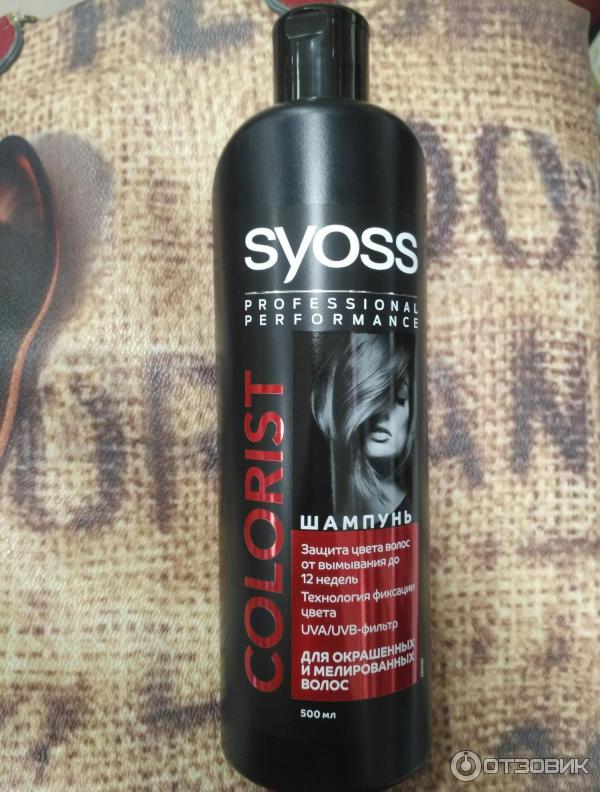 SYOSS
PROFESSIONAL
PERFORMANCE
COLORIST
ШАМПУНЬ
Защита цвета волос
от вымывания до
12 недель
Технология фиксации
цвета
UVA/UVB-фильтр
ДЛЯ ОКРАШЕННЫХ
И МЕЛИРОВАННЫХ
ВОЛОС
500 мл
ОТЗОВИК